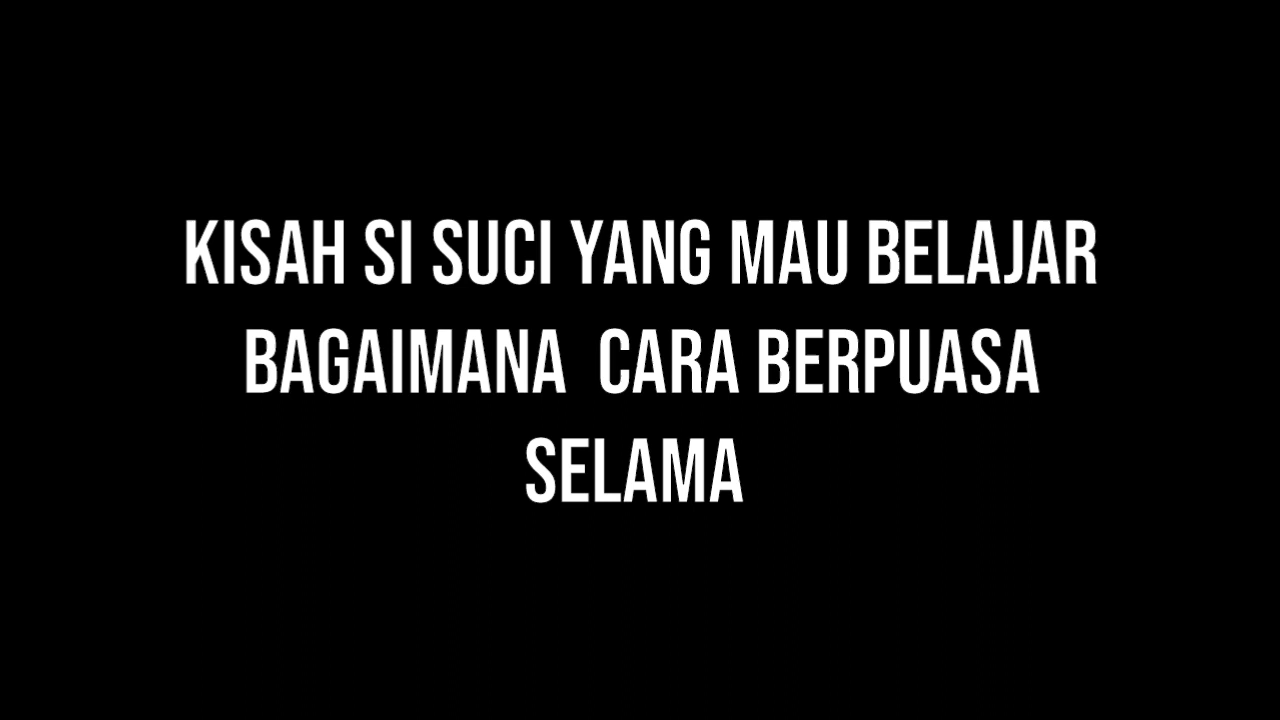 KISAH SI SUCI YANG MAU BELAJAR
BAGAIMANA  CARA BERPUASA
SELAMA